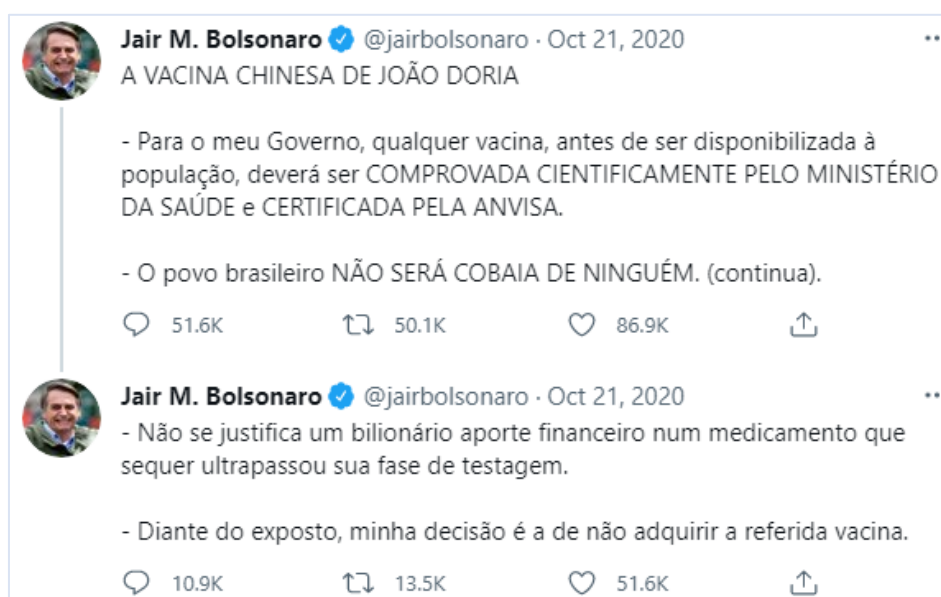 Jair M. Bolsonaro @jairbolsonaro · Oct 21, 2020
A VACINA CHINESA DE JOÃO DORIA
- Para o meu Governo, qualquer vacina, antes de ser disponibilizada à
população, deverá ser COMPROVADA CIENTIFICAMENTE PELO MINISTÉRIO
DA SAÚDE e CERTIFICADA PELA ANVISA.
- O povo brasileiro NÃO SERÁ COBAIA DE NINGUÉM. (continua).
51.6K 50.1K 86.9K
Jair M. Bolsonaro @jairbolsonaro · Oct 21, 2020
- Não se justifica um bilionário aporte financeiro num medicamento que
sequer ultrapassou sua fase de testagem.
- Diante do exposto, minha decisão é a de não adquirir a referida vacina.
10.9K 13.5K 51.6K